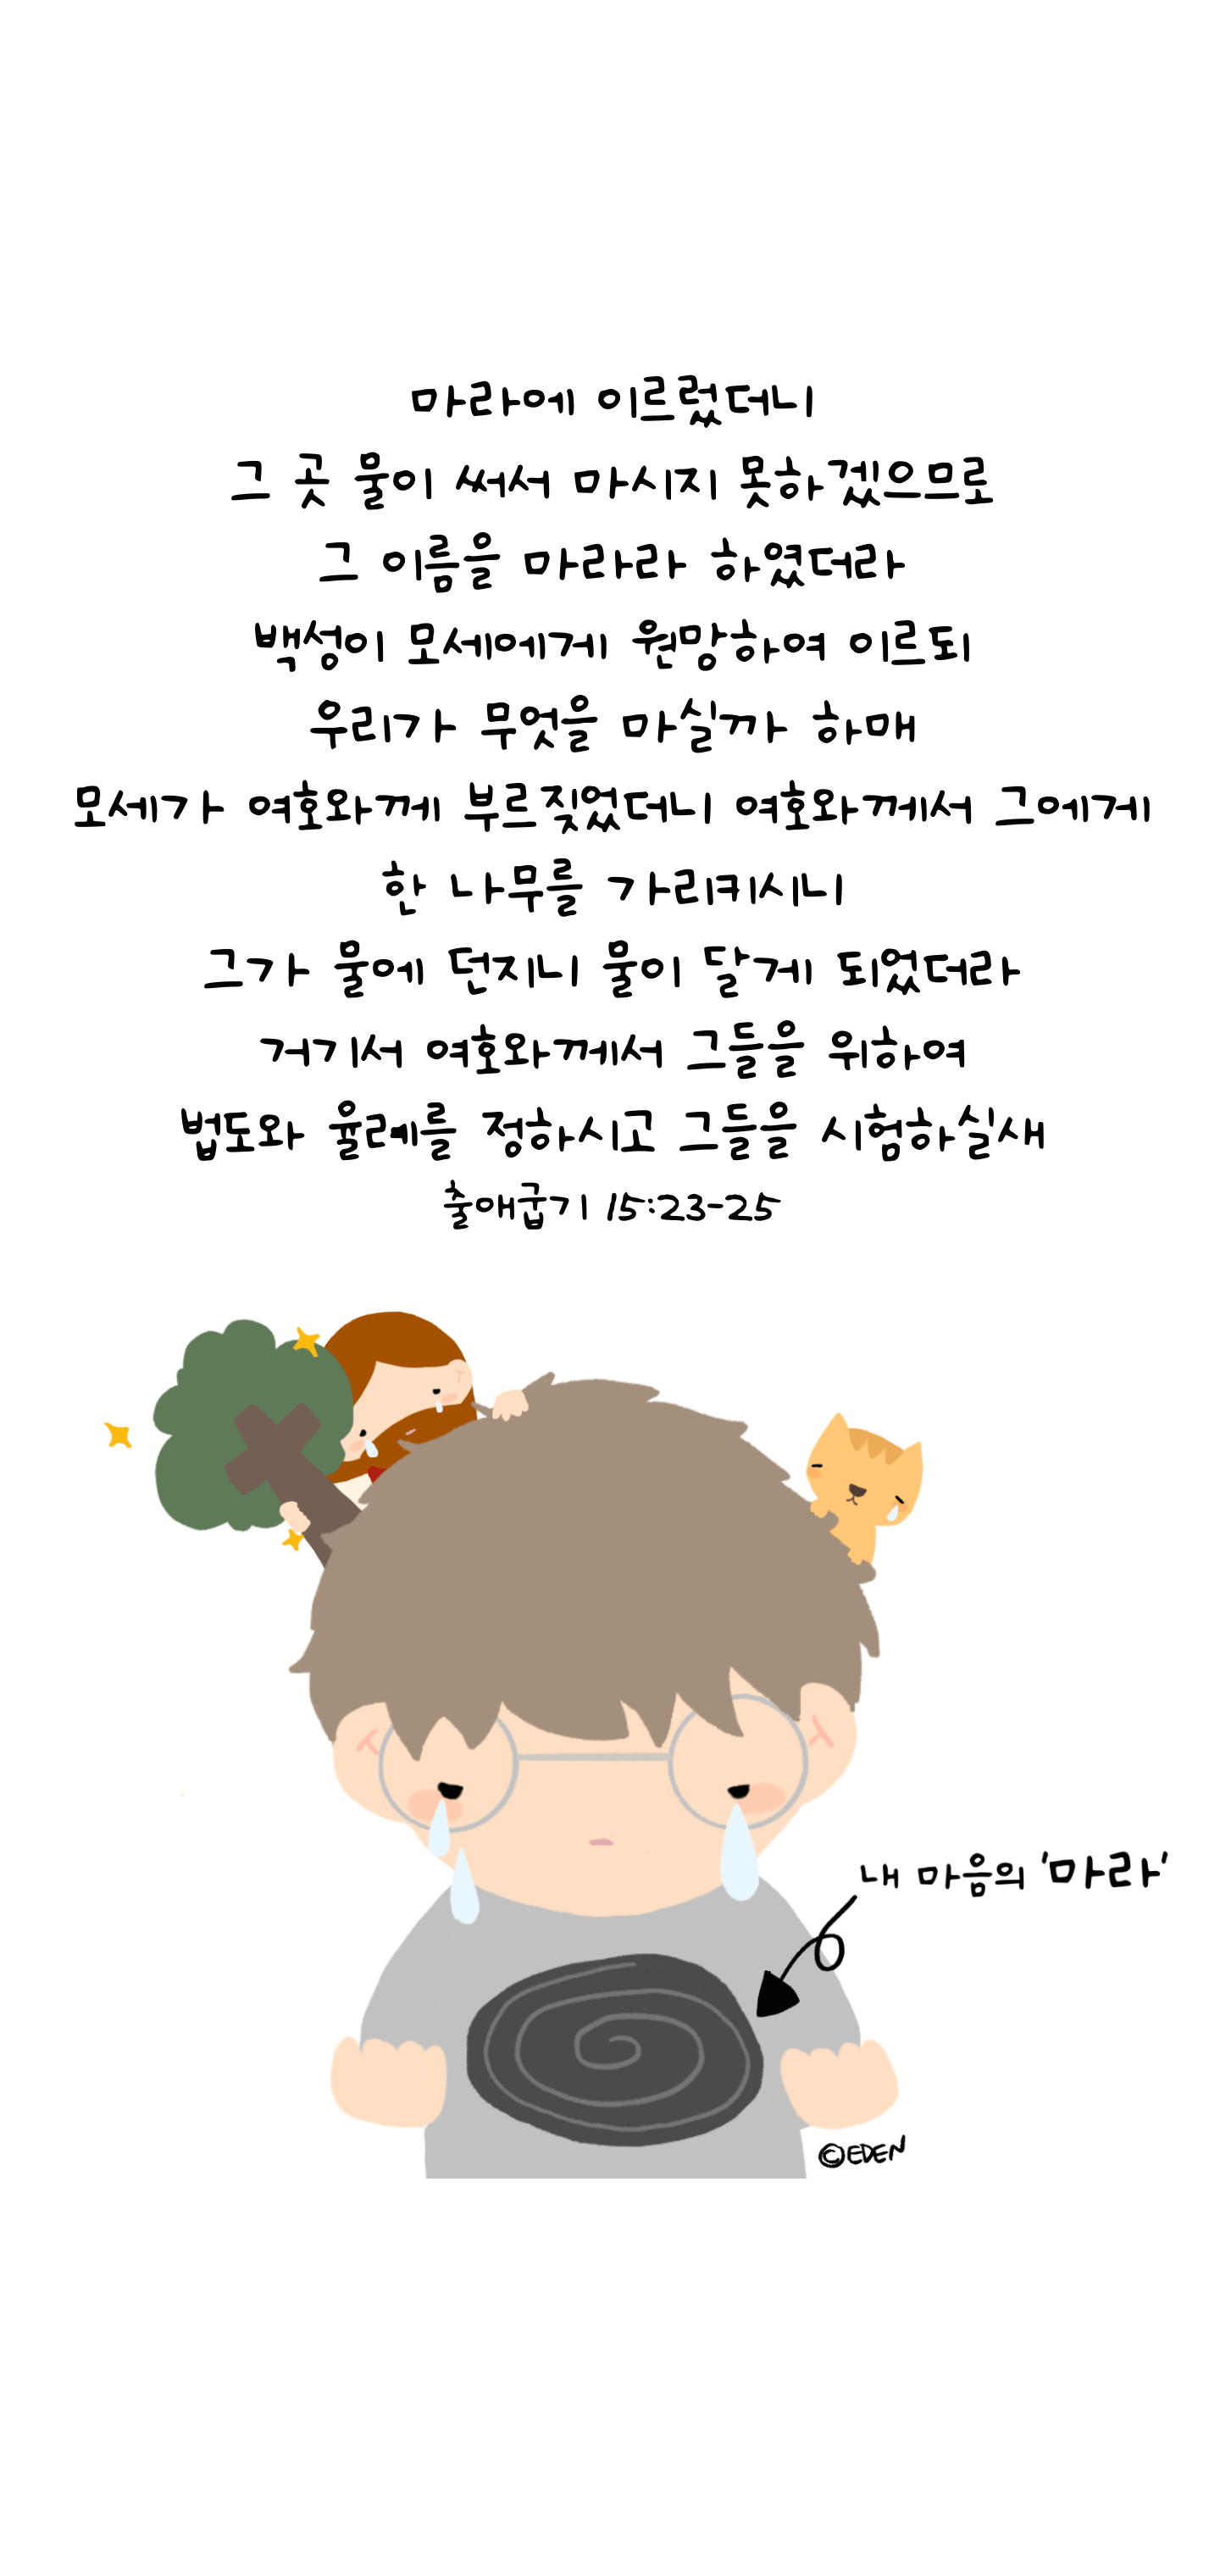 마라에 이르렀더니
그 곳 물이 써서 마시지 못하겠으므로
그 이름을 마라라 하였더라
백성이 모세에게 원망하여 이르되
우리가 무엇을 마실까 하매
모세가 여호와께 부르짖었더니 여호와께서 그에게
한 나무를 가리키시니
그가 물에 던지니 물이 달게 되었더라
거기서 여호와께서 그들을 위하여
법도와 율례를 정하시고 그들을 시험하실새
출애굽기 15:23-25
내 마음의 '마라'
©EDEN